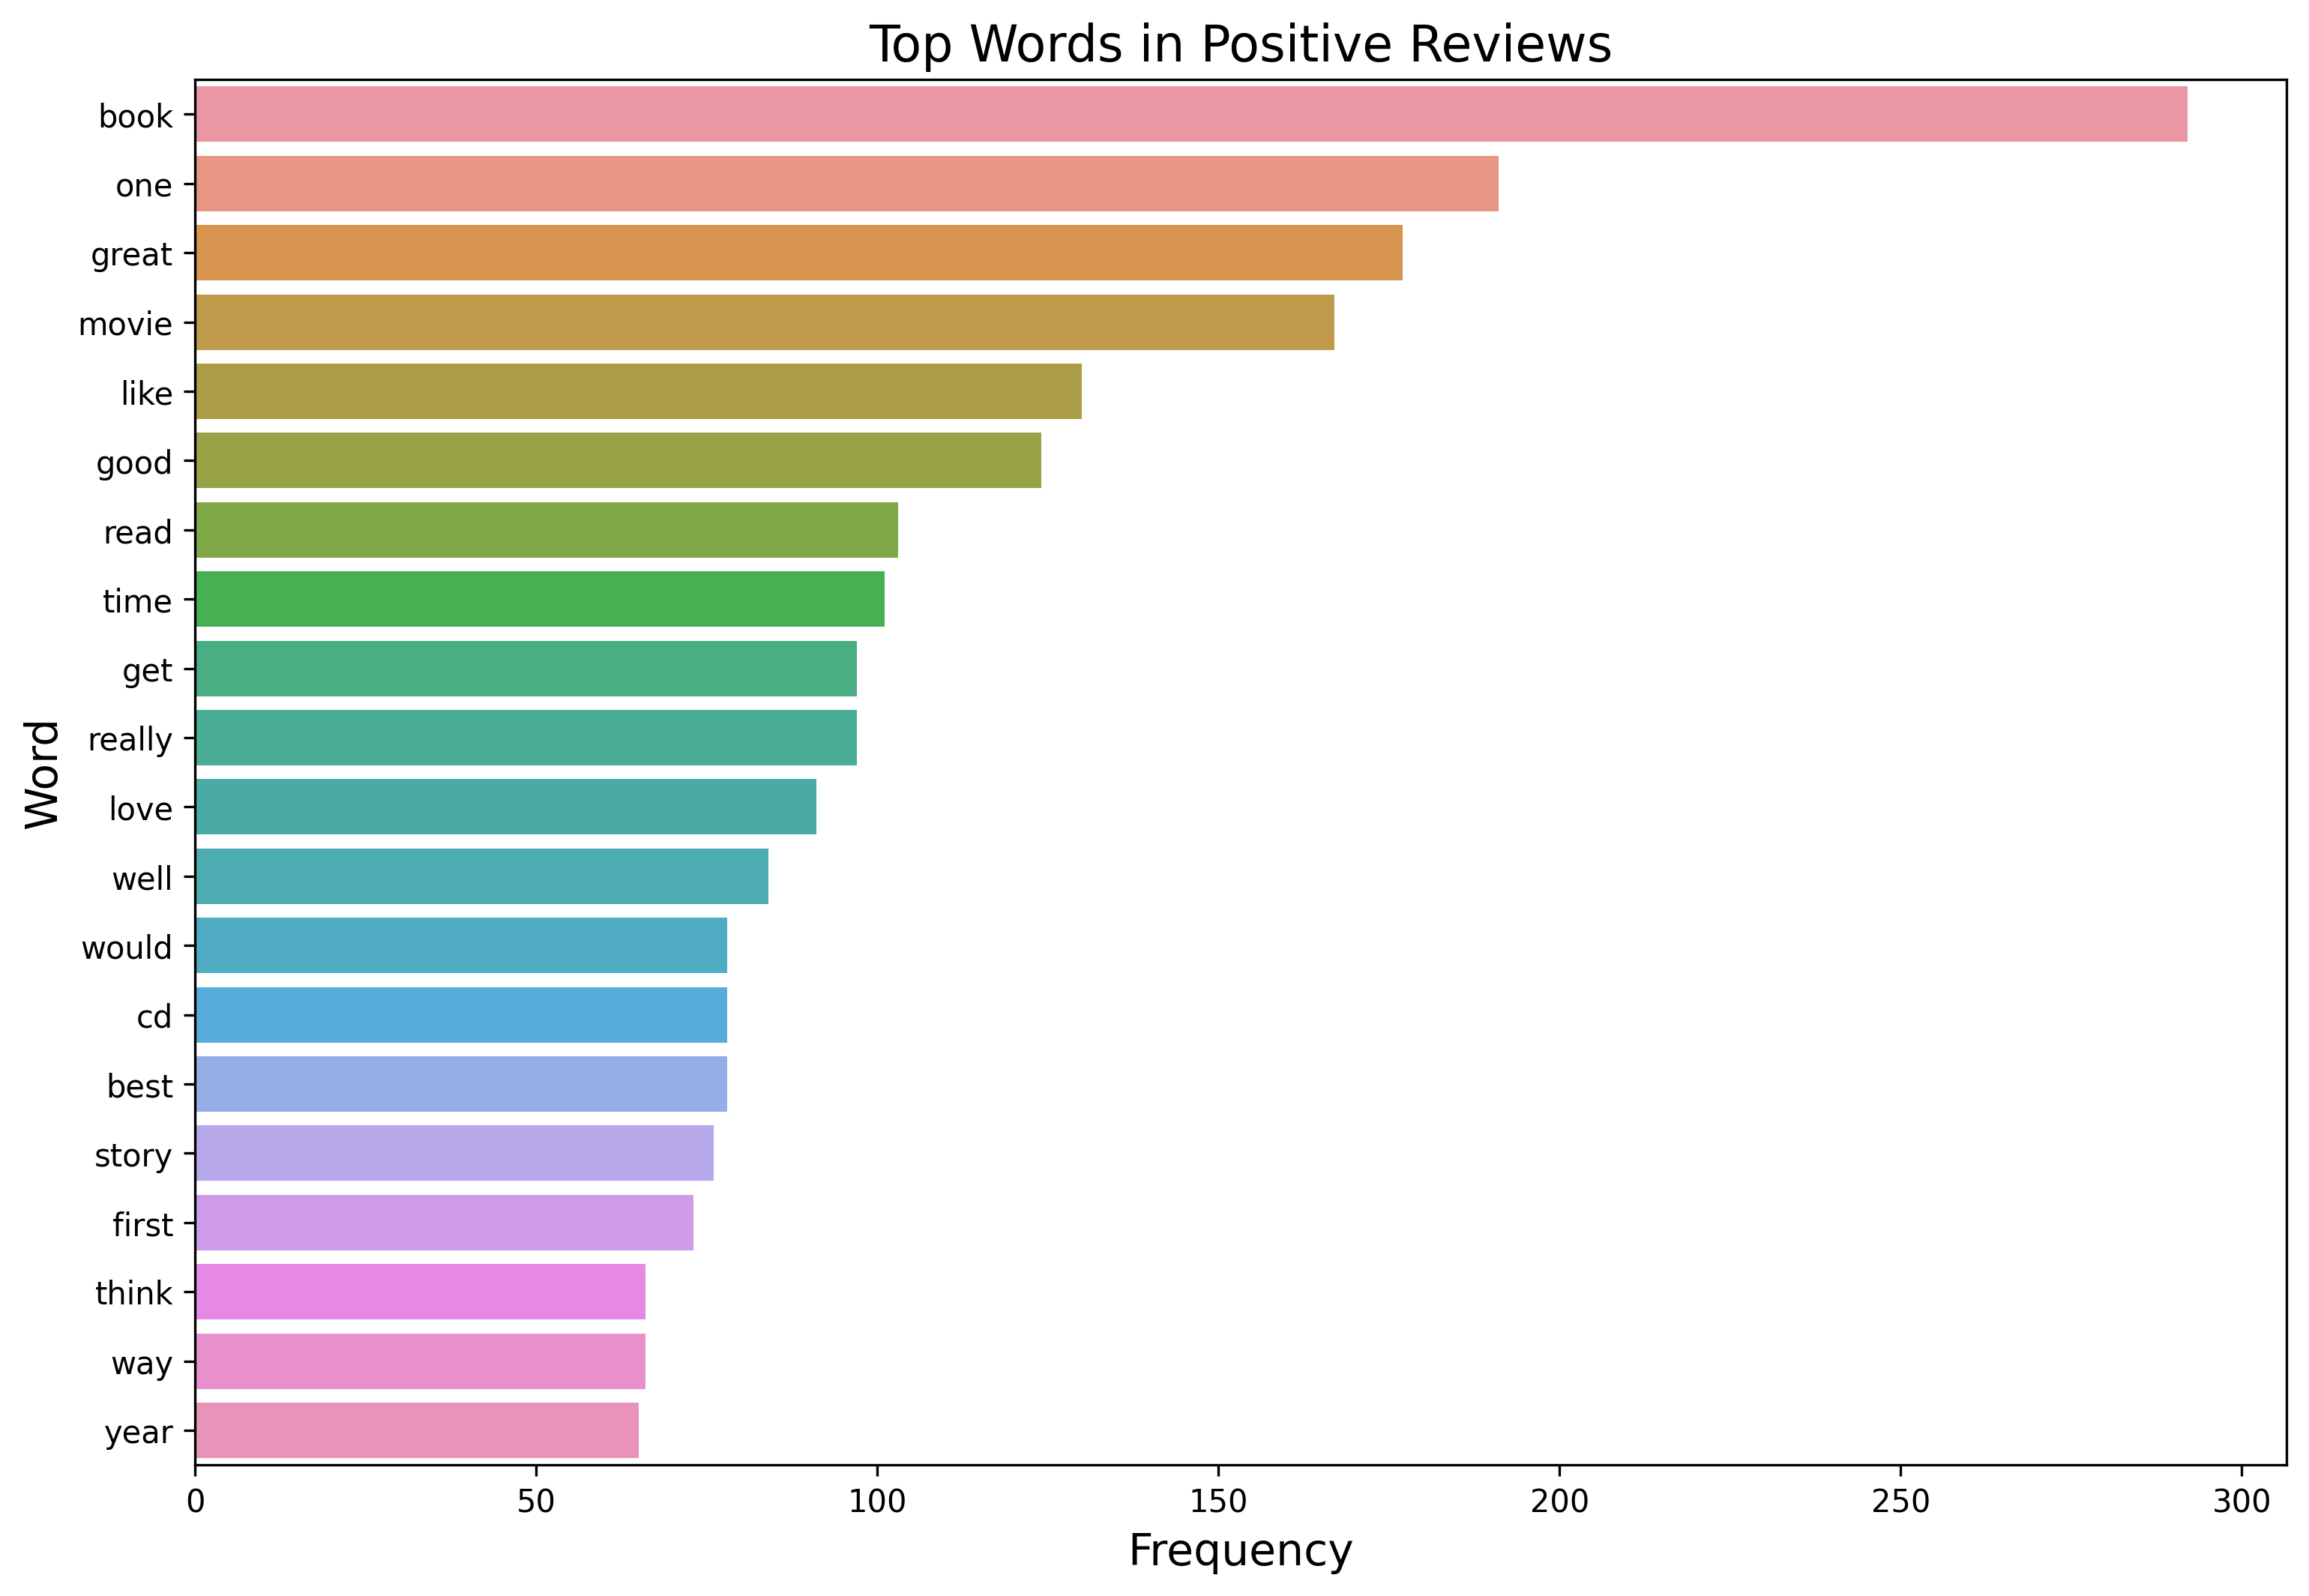 Top Words in Positive Reviews
book
one
great
movie
like
good
read
time
get
really
love
well
would
cd
best
story
first
think
way
year
Word
0 50 100 150 200 250 300
Frequency